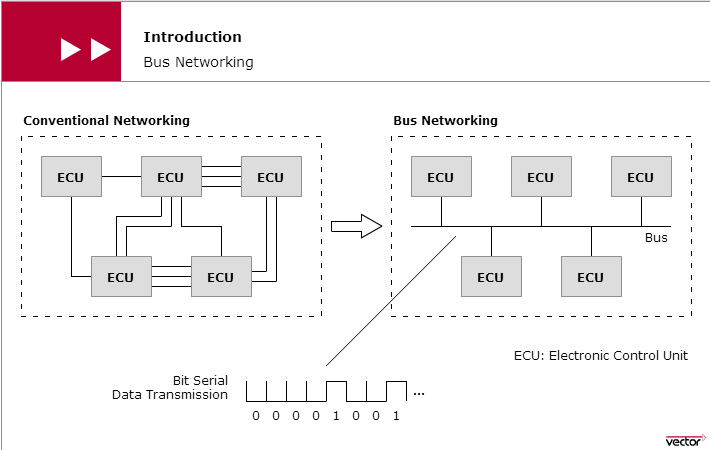 Introduction
Bus Networking
Conventional Networking
ECU ECU ECU
ECU ECU
Bus Networking
ECU ECU ECU
Bus
ECU ECU
ECU: Electronic Control Unit
Bit Serial
Data Transmission
...
0 0 0 0 1 0 0 1
vector